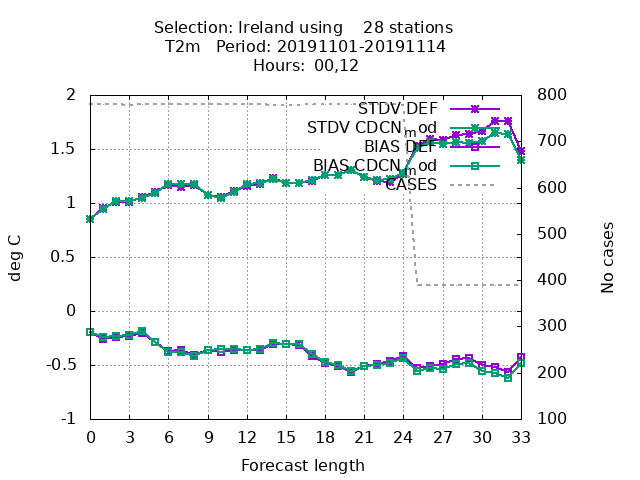 Selection: Ireland using 28 stations
T2m Period: 20191101-20191114
Hours: 00,12
STDV DEF
STDV CDCN_mod
BIAS DEF
BIAS CDCN_mod
CASES
2
1.5
1
0.5
0
-0.5
-1
800
700
600
500
400
300
200
100
deg C
No cases
0 3 6 9 12 15 18 21 24 27 30 33
Forecast length